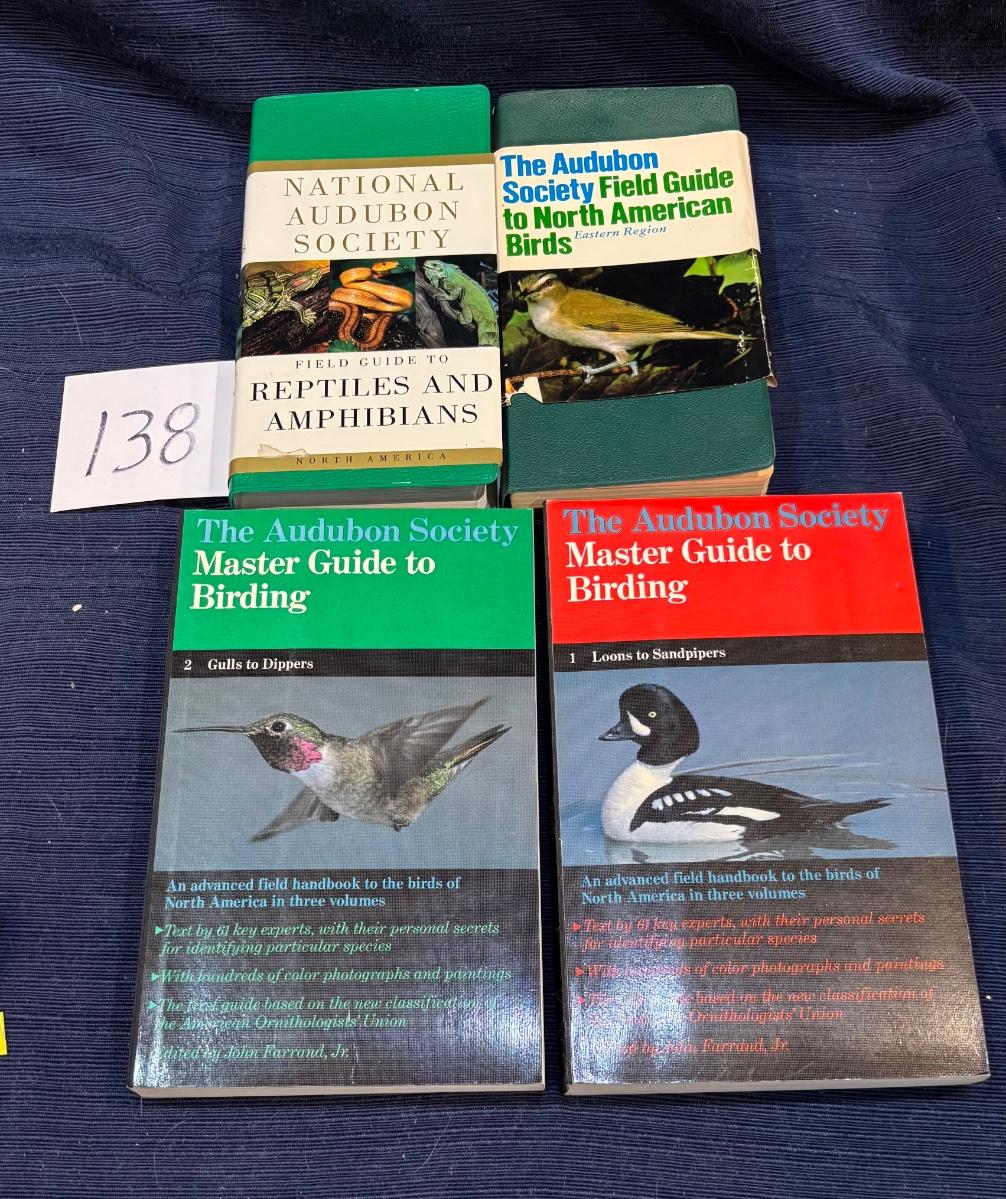 NATIONAL
AUDUBON
SOCIETY
FIELD GUIDE TO
REPTILES AND
AMPHIBIANS
NORTH AMERICA
The Audubon
Society Field Guide
to North American
Birds Eastern Region
138
The Audubon Society
Master Guide to
Birding
2 Gulls to Dippers
An advanced field handbook to the birds of
North America in three volumes
Text by 61 key experts, with their personal secrets
for identifying particular species
With hundreds of color photographs and paintings
The first guide based on the new classification of
the American Ornithologists' Union
Edited by John Farrand, Jr.
The Audubon Society
Master Guide to
Birding
1 Loons to Sandpipers
An advanced field handbook to the birds of
North America in three volumes
Text by 61 key experts, with their personal secrets
for identifying particular species
With hundreds of color photographs and paintings
based on the new classification of
Ornithologists' Union
by John Farrand, Jr.